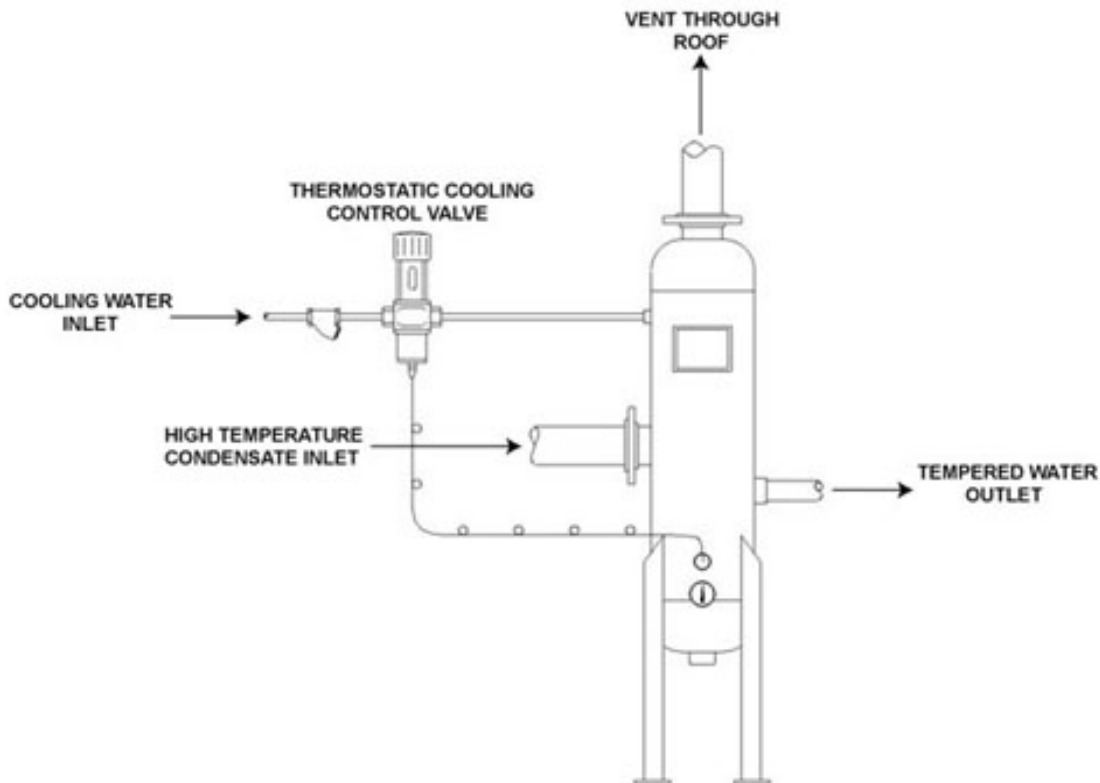 VENT THROUGH
ROOF
THERMOSTATIC COOLING
CONTROL VALVE
COOLING WATER
INLET
HIGH TEMPERATURE
CONDENSATE INLET
TEMPERED WATER
OUTLET